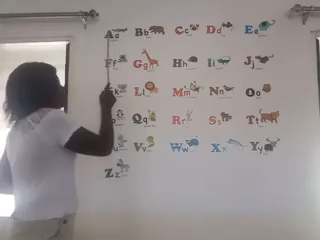 Aa Bb Cc Dd Ee
Ff Gg Hh Ii Jj
k Ll Mm Nn Oo
Qq Rr Ss Tt
Vv Ww Xx Yy
Zz